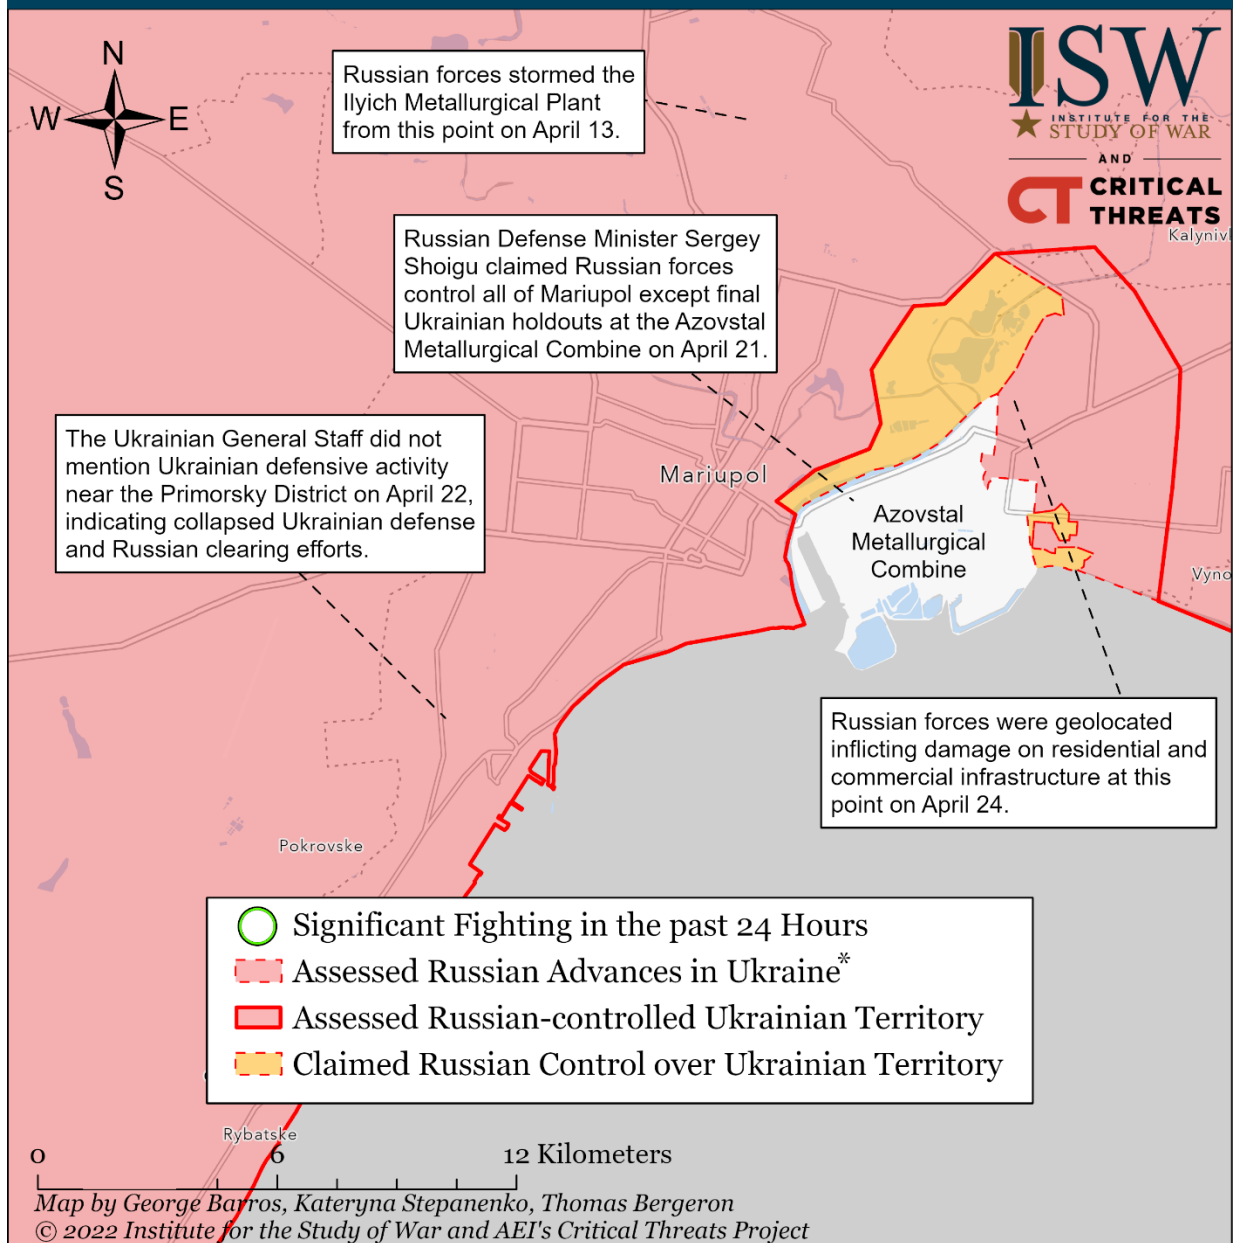 N
W E
S
Russian forces stormed the
Ilyich Metallurgical Plant
from this point on April 13.
ISW
INSTITUTE FOR THE
STUDY OF WAR
AND
CT CRITICAL
THREATS
Russian Defense Minister Sergey
Shoigu claimed Russian forces
control all of Mariupol except final
Ukrainian holdouts at the Azovstal
Metallurgical Combine on April 21.
The Ukrainian General Staff did not
mention Ukrainian defensive activity
near the Primorsky District on April 22,
indicating collapsed Ukrainian defense
and Russian clearing efforts.
Mariupol
Azovstal
Metallurgical
Combine
Kalynivk
Vyno
Russian forces were geolocated
inflicting damage on residential and
commercial infrastructure at this
point on April 24.
Pokrovske
Significant Fighting in the past 24 Hours
Assessed Russian Advances in Ukraine*
Assessed Russian-controlled Ukrainian Territory
Claimed Russian Control over Ukrainian Territory
Rybatske
0 6 12 Kilometers
Map by George Barros, Kateryna Stepanenko, Thomas Bergeron
© 2022 Institute for the Study of War and AEI's Critical Threats Project